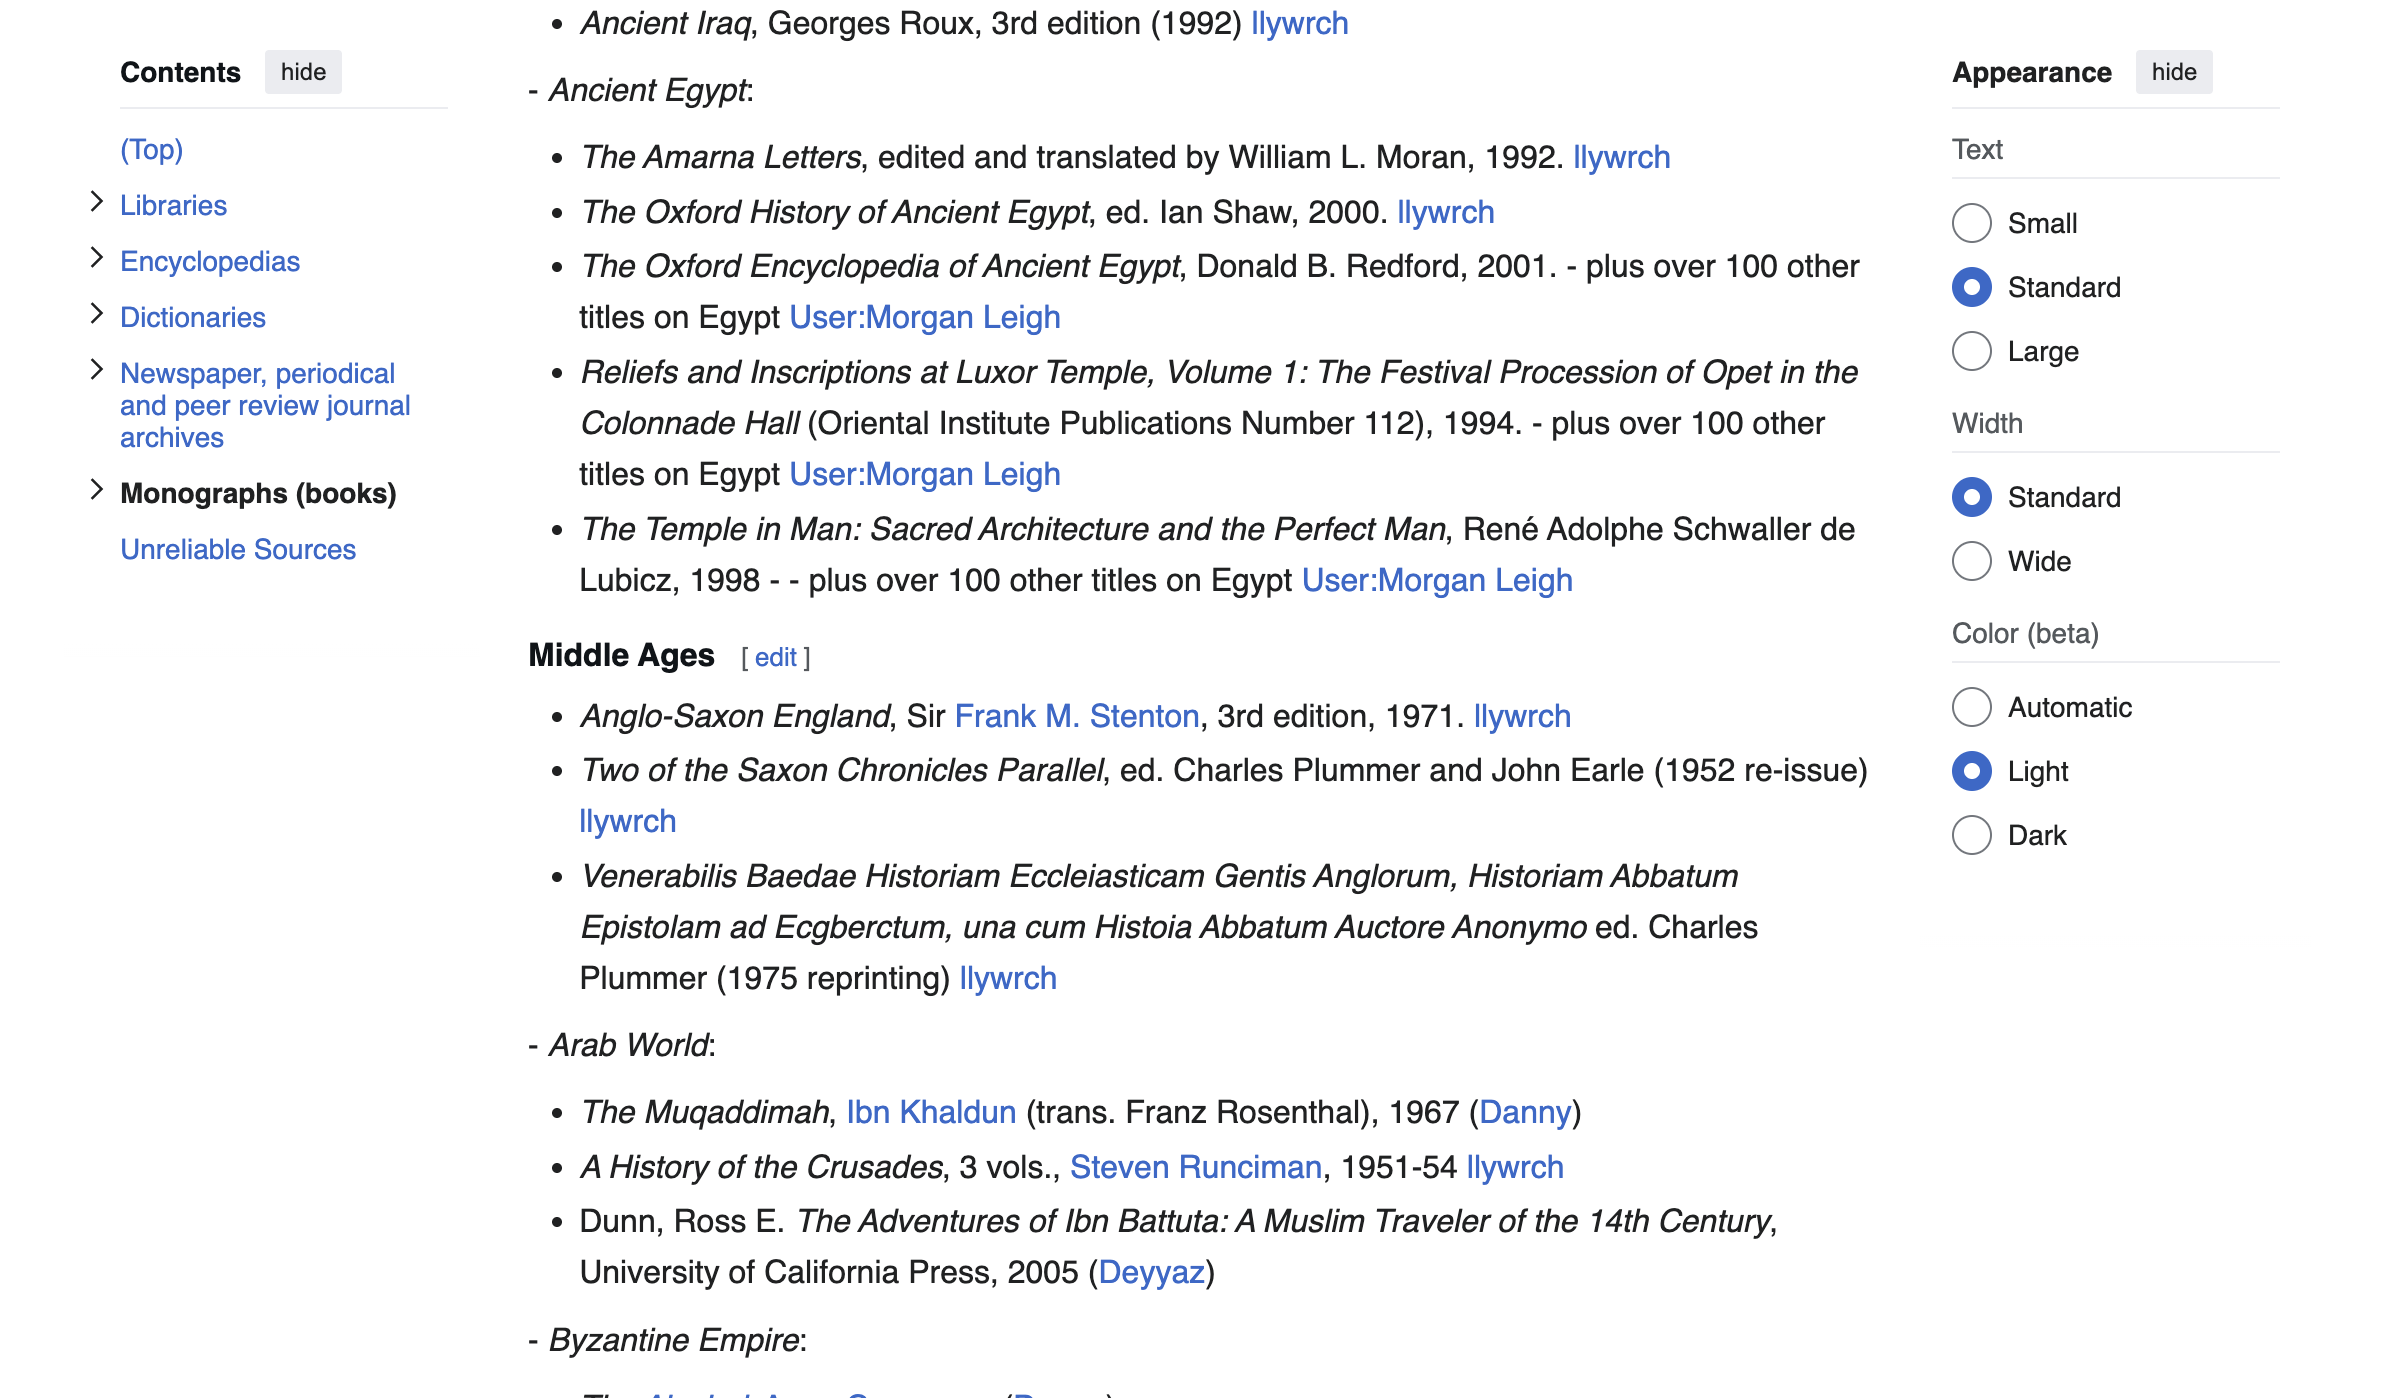 Ancient Iraq, Georges Roux, 3rd edition (1992) llywrch
Contents hide
(Top)
Libraries
Encyclopedias
Dictionaries
Newspaper, periodical
and peer review journal
archives
Monographs (books)
Unreliable Sources
- Ancient Egypt:
The Amarna Letters, edited and translated by William L. Moran, 1992. llywrch
The Oxford History of Ancient Egypt, ed. Ian Shaw, 2000. llywrch
The Oxford Encyclopedia of Ancient Egypt, Donald B. Redford, 2001. - plus over 100 other
titles on Egypt User:Morgan Leigh
Reliefs and Inscriptions at Luxor Temple, Volume 1: The Festival Procession of Opet in the
Colonnade Hall (Oriental Institute Publications Number 112), 1994. - plus over 100 other
titles on Egypt User:Morgan Leigh
The Temple in Man: Sacred Architecture and the Perfect Man, René Adolphe Schwaller de
Lubicz, 1998 - - plus over 100 other titles on Egypt User:Morgan Leigh
Middle Ages [ edit ]
Anglo-Saxon England, Sir Frank M. Stenton, 3rd edition, 1971. llywrch
Two of the Saxon Chronicles Parallel, ed. Charles Plummer and John Earle (1952 re-issue)
llywrch
Venerabilis Baedae Historiam Eccleiasticam Gentis Anglorum, Historiam Abbatum
Epistolam ad Ecgberctum, una cum Histoia Abbatum Auctore Anonymo ed. Charles
Plummer (1975 reprinting) llywrch
- Arab World:
The Muqaddimah, Ibn Khaldun (trans. Franz Rosenthal), 1967 (Danny)
A History of the Crusades, 3 vols., Steven Runciman, 1951-54 llywrch
Dunn, Ross E. The Adventures of Ibn Battuta: A Muslim Traveler of the 14th Century,
University of California Press, 2005 (Deyyaz)
- Byzantine Empire:
Appearance hide
Text
Small
Standard
Large
Width
Standard
Wide
Color (beta)
Automatic
Light
Dark